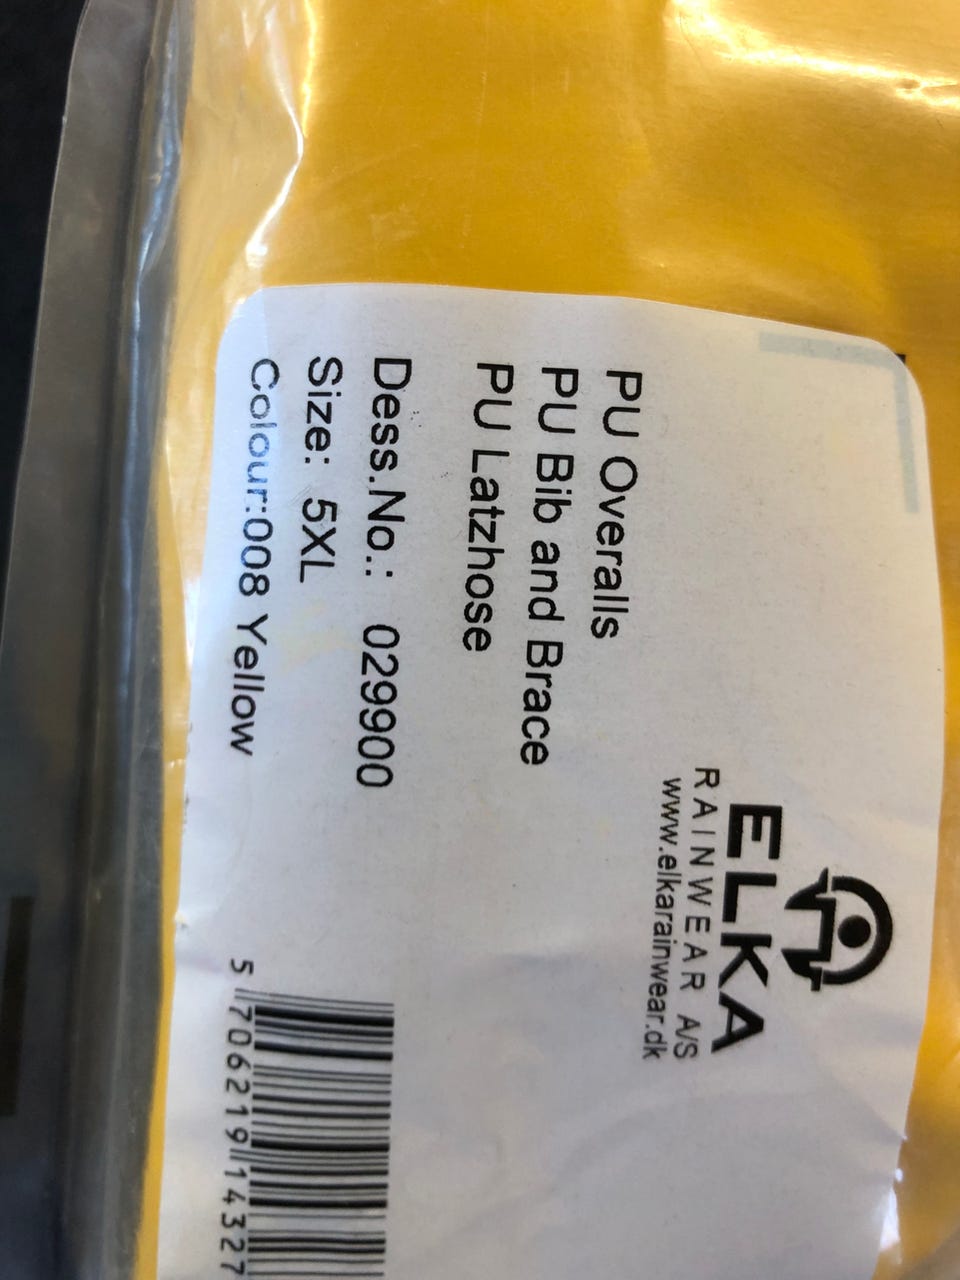 ELKA
RAINWEAR A/S
www.elkarainwear.dk
PU Overalls
PU Bib and Brace
PU Latzhose
Dess.No.: 029900
Size: 5XL
Colour:008 Yellow
5 706219 14327